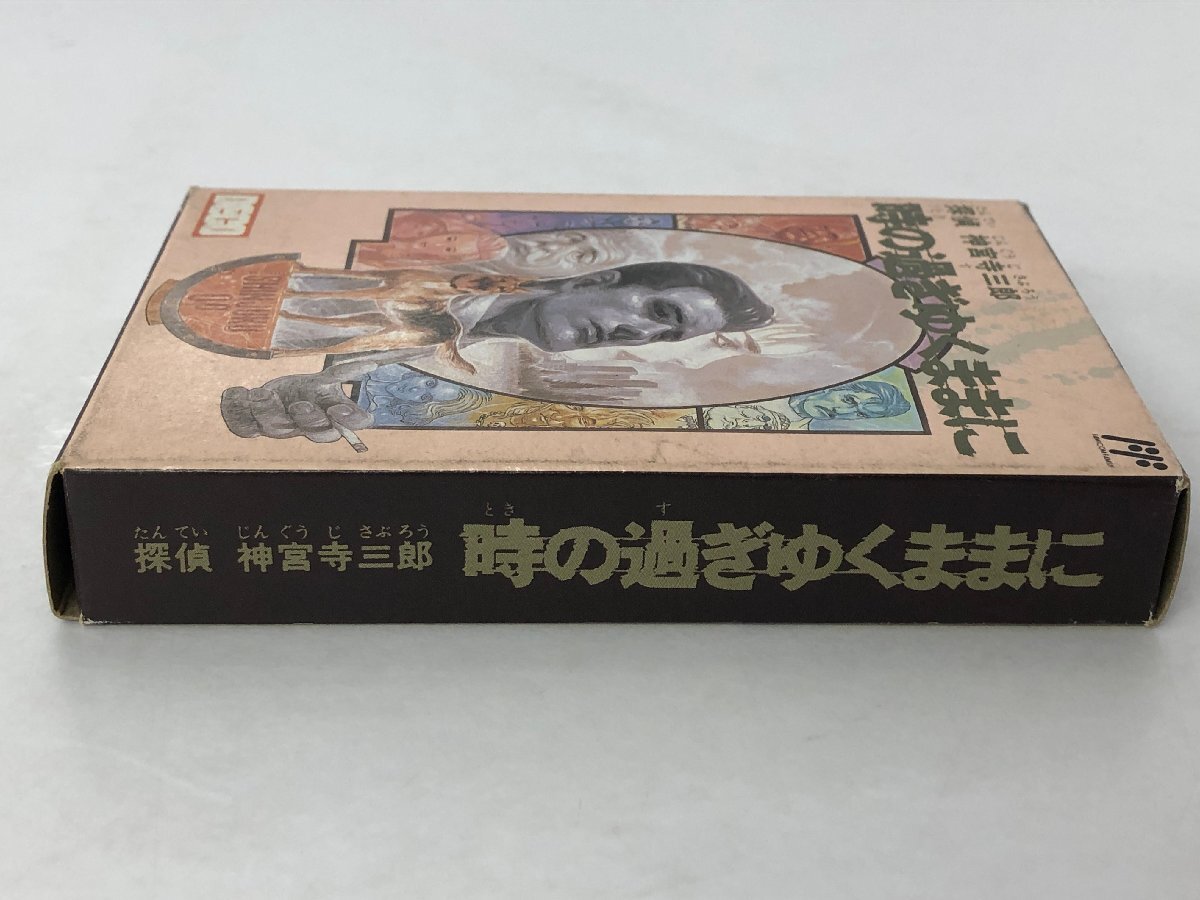 探偵 神宮寺三郎
時の過ぎゆくままに
たんてい じんぐうじ さぶろう
探偵 神宮寺三郎
とき す
時の過ぎゆくままに